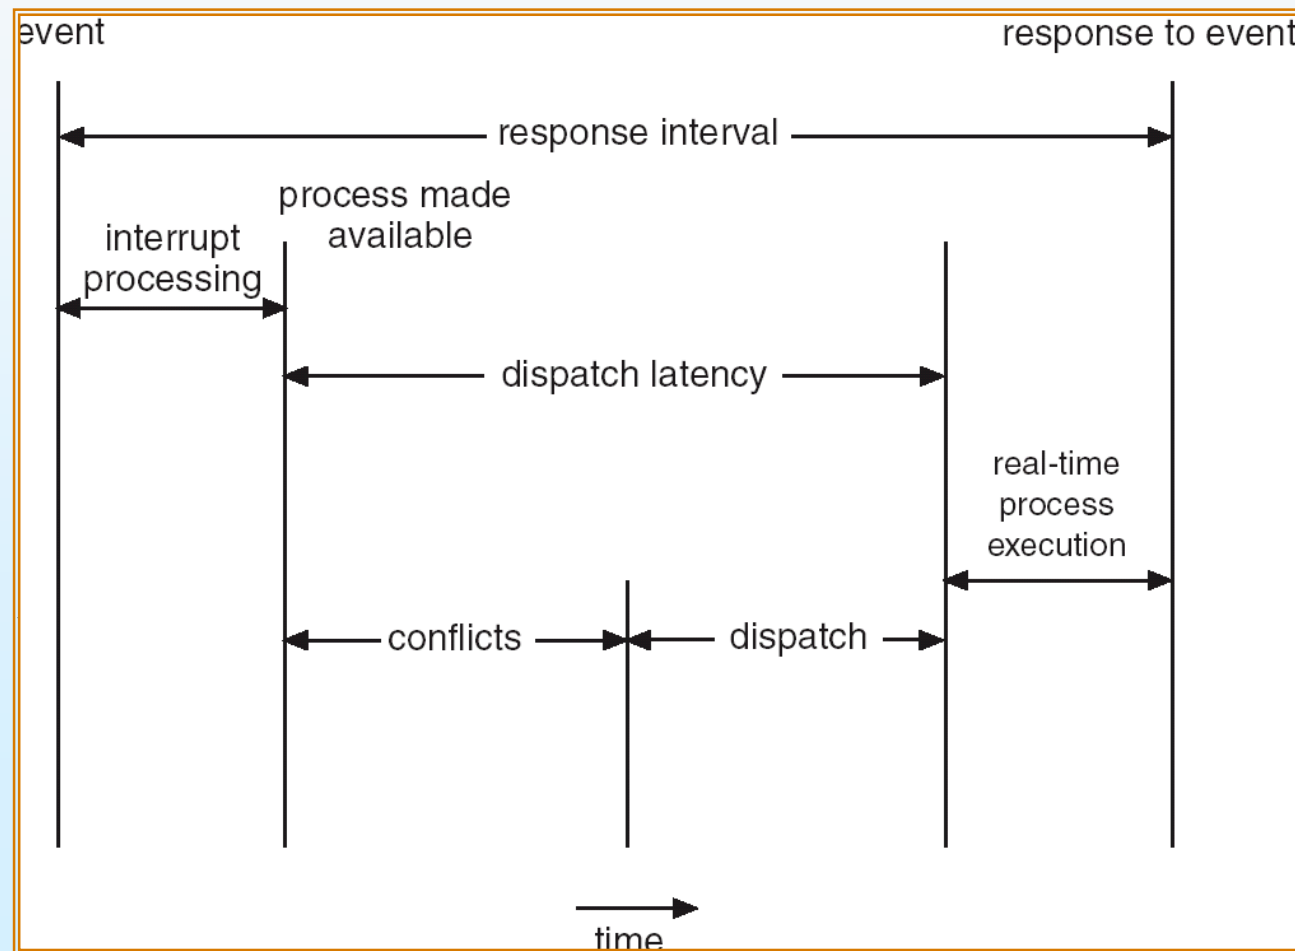 event
response to event
response interval
process made
available
interrupt
processing
dispatch latency
real-time
process
execution
conflicts
dispatch
time